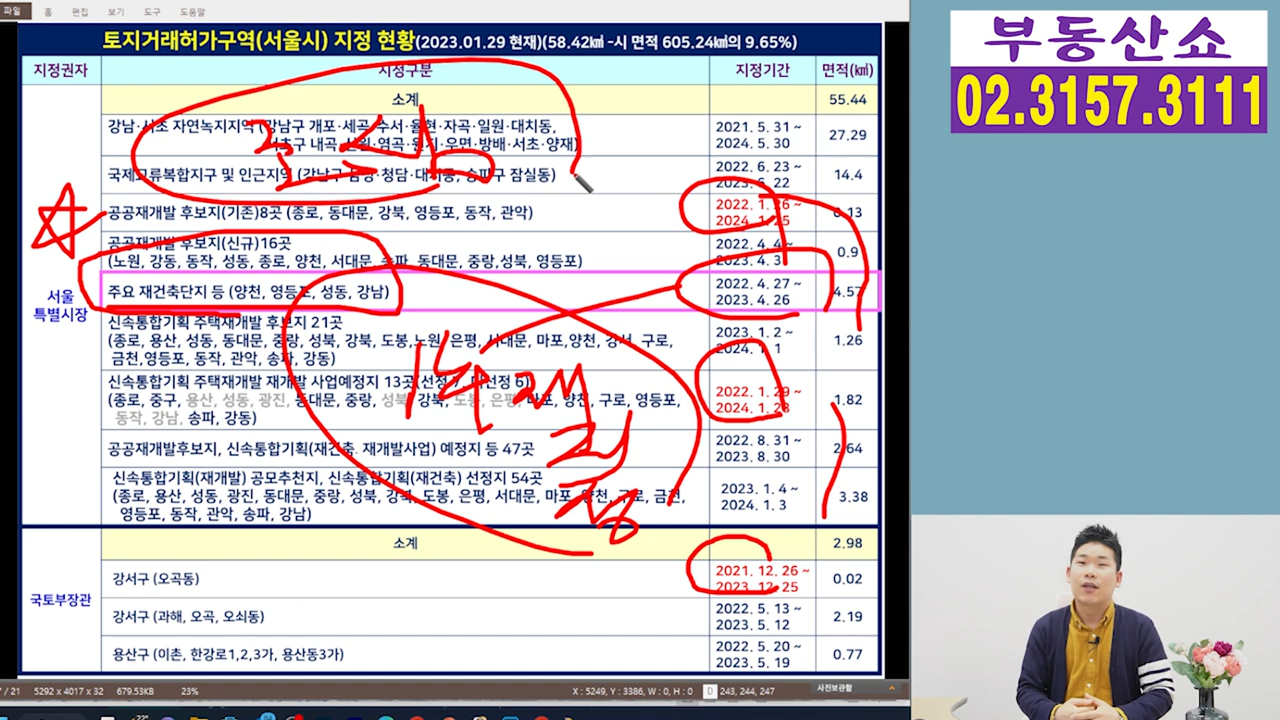 파일 홈 편집 보기 도구 도움말
토지거래허가구역(서울시) 지정 현황(2023.01.29 현재)(58.42㎢ -시 면적 605.24㎢의 9.65%)
지정권자 지정구분 지정기간 면적(㎢)
소계 55.44
강남·서초 자연녹지지역 (강남구 개포·세곡·수서·율현·자곡·일원·대치동,
2021. 5. 31 ~
내곡·신원·염곡·원지·우면·방배·서초·양재)
2024. 5. 30
27.29
국제교류복합지구 및 인근지역 (강남구 삼성·청담·대치동, 송파구 잠실동)
2022. 6. 23 ~
2023. 6. 22
14.4
공공재개발 후보지(기존)8곳 (종로, 동대문, 강북, 영등포, 동작, 관악)
2022. 1. 26 ~
2024. 1. 25
0.13
공공재개발 후보지(신규)16곳
(노원, 강동, 동작, 성동, 종로, 양천, 서대문, 송파, 동대문, 중랑,성북, 영등포)
2022. 4. 4 ~
2023. 4. 3
0.9
서울
특별시장
주요 재건축단지 등 (양천, 영등포, 성동, 강남)
2022. 4. 27 ~
2023. 4. 26
4.57
신속통합기획 주택재개발 후보지 21곳
(종로, 용산, 성동, 동대문, 중랑, 성북, 강북, 도봉,노원,은평, 서대문, 마포,양천, 강서, 구로,
금천,영등포, 동작, 관악, 송파, 강동)
2023. 1. 2 ~
2024. 1. 1
1.26
신속통합기획 주택재개발 재개발 사업예정지 13곳(선정 7, 미선정 6)
(종로, 중구, 용산, 성동, 광진, 동대문, 중랑, 성북, 강북, 도봉, 은평, 마포, 양천, 구로, 영등포,
동작, 강남, 송파, 강동)
2022. 1. 29 ~
2024. 1. 28
1.82
공공재개발후보지, 신속통합기획(재건축. 재개발사업) 예정지 등 47곳
2022. 8. 31 ~
2023. 8. 30
2.64
신속통합기획(재개발) 공모추천지, 신속통합기획(재건축) 선정지 54곳
(종로, 용산, 성동, 광진, 동대문, 중랑, 성북, 강북, 도봉, 은평, 서대문, 마포, 양천, 구로, 금천,
영등포, 동작, 관악, 송파, 강남)
2023. 1. 4 ~
2024. 1. 3
3.38
소계 2.98
국토부장관
강서구 (오곡동)
2021. 12. 26 ~
2023. 12. 25
0.02
강서구 (과해, 오곡, 오쇠동)
2022. 5. 13 ~
2023. 5. 12
2.19
용산구 (이촌, 한강로1,2,3가, 용산동3가)
2022. 5. 20 ~
2023. 5. 19
0.77
/ 21 5292 x 4017 x 32 679.53KB 23% X : 5249, Y : 3386, W : 0, H : 0 D 243, 244, 247 사진보관함
부동산쇼
02.3157.3111